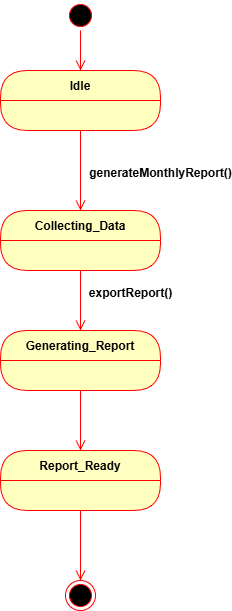 Idle
generateMonthlyReport()
Collecting_Data
exportReport()
Generating_Report
Report_Ready